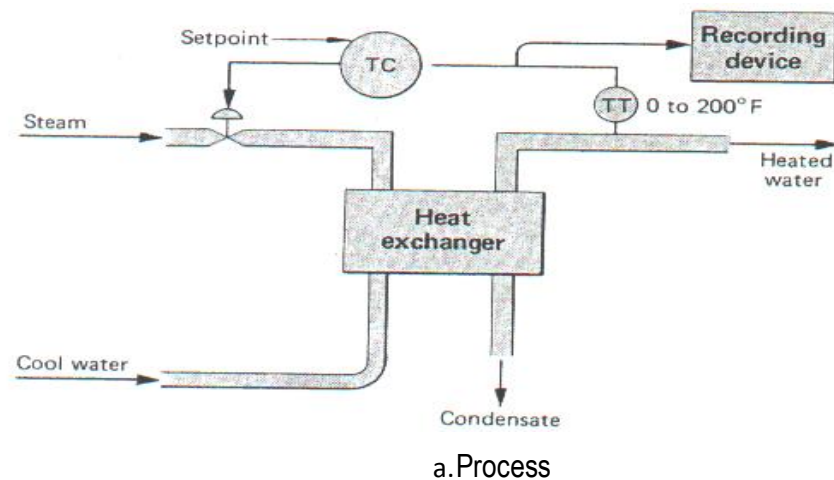 Setpoint
TC
Recording
device
TT 0 to 200°F
Steam
Heated
water
Heat
exchanger
Cool water
Condensate
a.Process